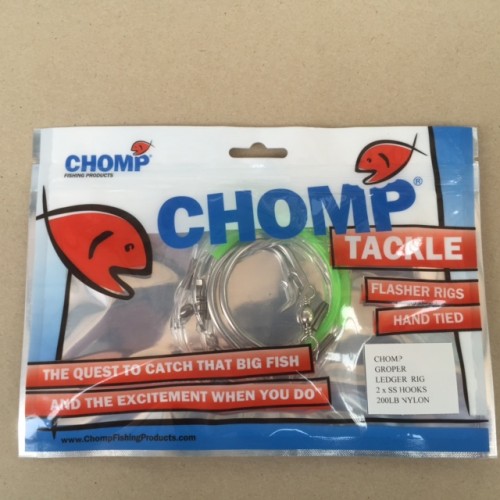 CHOMP®
FISHING PRODUCTS
CHOMP®
TACKLE
FLASHER RIGS
HAND TIED
THE QUEST TO CATCH THAT BIG FISH
AND THE EXCITEMENT WHEN YOU DO
CHOMP
GROPER
LEDGER RIG
2 x SS HOOKS
200LB NYLON
www.ChompFishingProducts.com